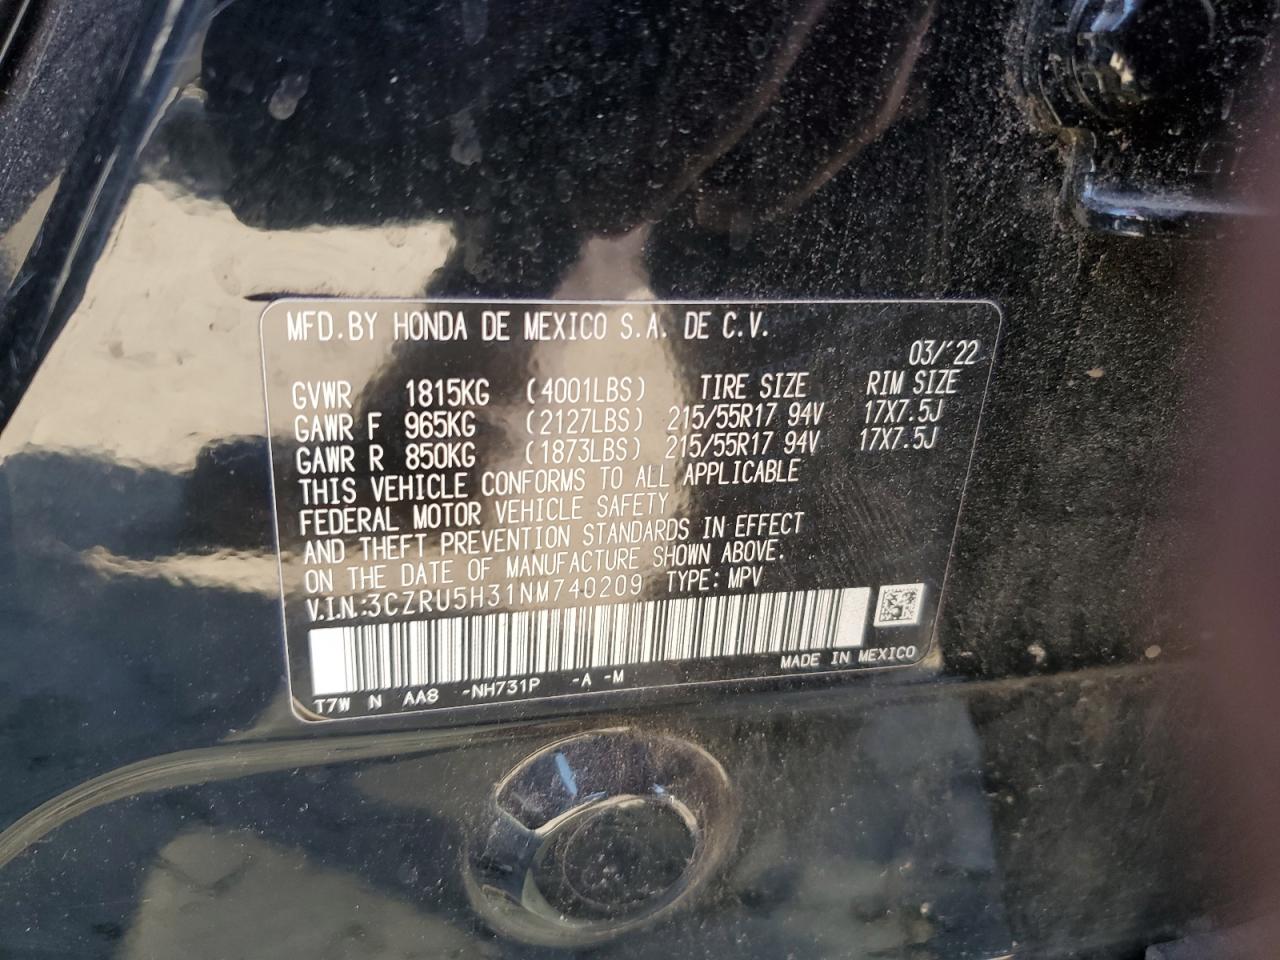 MFD.BY HONDA DE MEXICO S.A. DE C.V.
03/'22
GVWR 1815KG (4001LBS) TIRE SIZE RIM SIZE
GAWR F 965KG (2127LBS) 215/55R17 94V 17X7.5J
GAWR R 850KG (1873LBS) 215/55R17 94V 17X7.5J
THIS VEHICLE CONFORMS TO ALL APPLICABLE
FEDERAL MOTOR VEHICLE SAFETY
AND THEFT PREVENTION STANDARDS IN EFFECT
ON THE DATE OF MANUFACTURE SHOWN ABOVE.
V.I.N.:3CZRU5H31NM740209 TYPE: MPV
MADE IN MEXICO
T7W N AA8 -NH731P -A -M